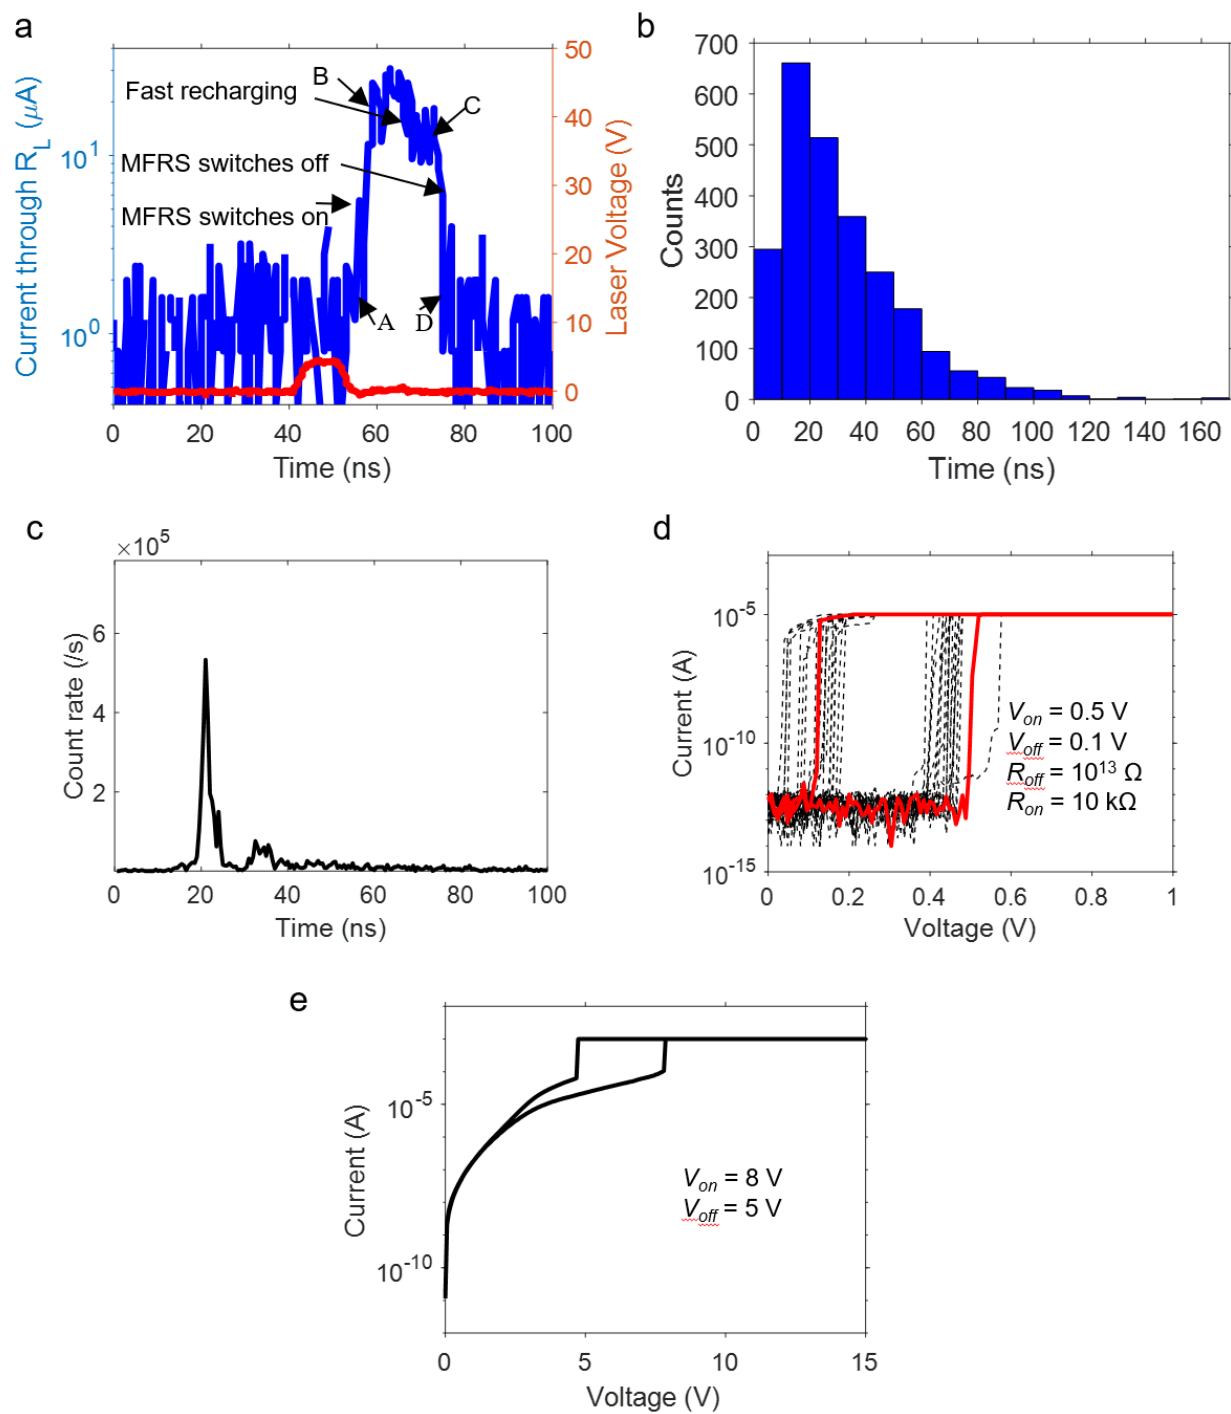 a
Current through R_L (μA)
10¹
10⁰
Fast recharging
B
C
MFRS switches off
MFRS switches on
A
D
50
40
30
20
10
0
Laser Voltage (V)
0 20 40 60 80 100
Time (ns)
b
Counts
700
600
500
400
300
200
100
0
0 20 40 60 80 100 120 140 160
Time (ns)
c
×10⁵
Count rate (/s)
6
4
2
0 20 40 60 80 100
Time (ns)
d
Current (A)
10⁻⁵
10⁻¹⁰
10⁻¹⁵
V_on = 0.5 V
V_off = 0.1 V
R_off = 10¹³ Ω
R_on = 10 kΩ
0 0.2 0.4 0.6 0.8 1
Voltage (V)
e
Current (A)
10⁻⁵
10⁻¹⁰
V_on = 8 V
V_off = 5 V
0 5 10 15
Voltage (V)